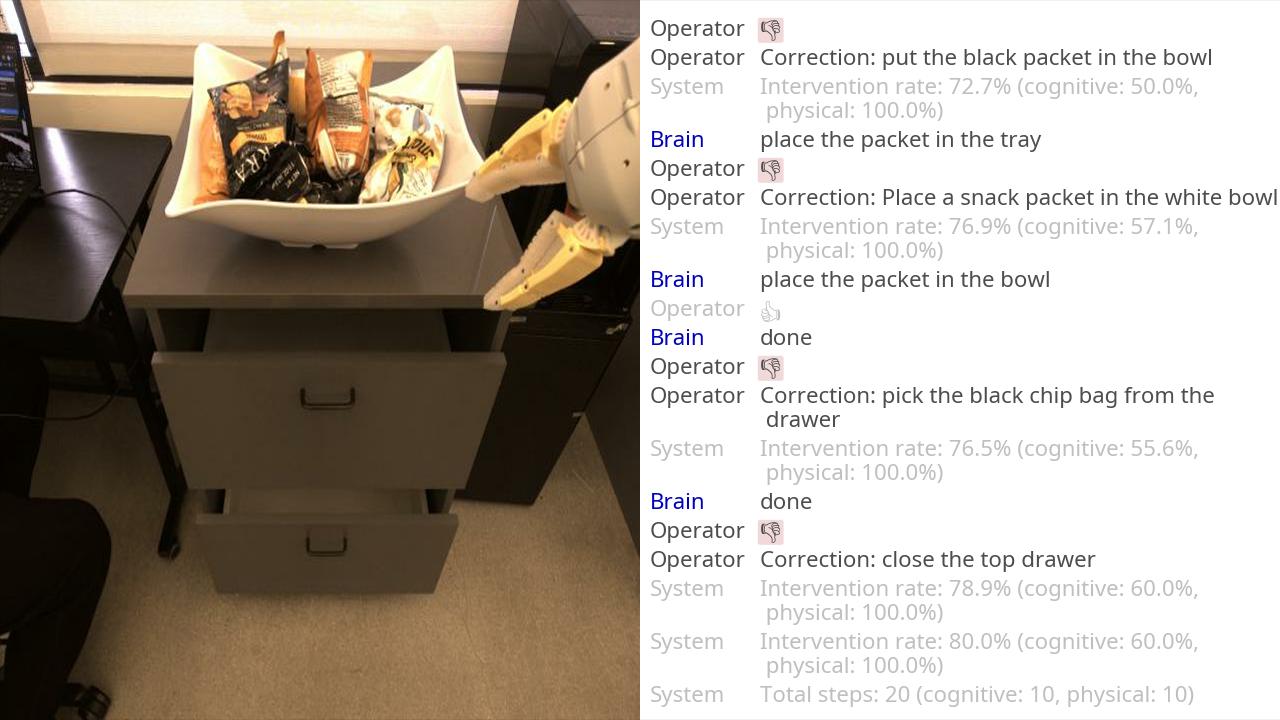 Operator 👎
Operator Correction: put the black packet in the bowl
System Intervention rate: 72.7% (cognitive: 50.0%,
physical: 100.0%)
Brain place the packet in the tray
Operator 👎
Operator Correction: Place a snack packet in the white bowl
System Intervention rate: 76.9% (cognitive: 57.1%,
physical: 100.0%)
Brain place the packet in the bowl
Operator 👍
Brain done
Operator 👎
Operator Correction: pick the black chip bag from the
drawer
System Intervention rate: 76.5% (cognitive: 55.6%,
physical: 100.0%)
Brain done
Operator 👎
Operator Correction: close the top drawer
System Intervention rate: 78.9% (cognitive: 60.0%,
physical: 100.0%)
System Intervention rate: 80.0% (cognitive: 60.0%,
physical: 100.0%)
System Total steps: 20 (cognitive: 10, physical: 10)